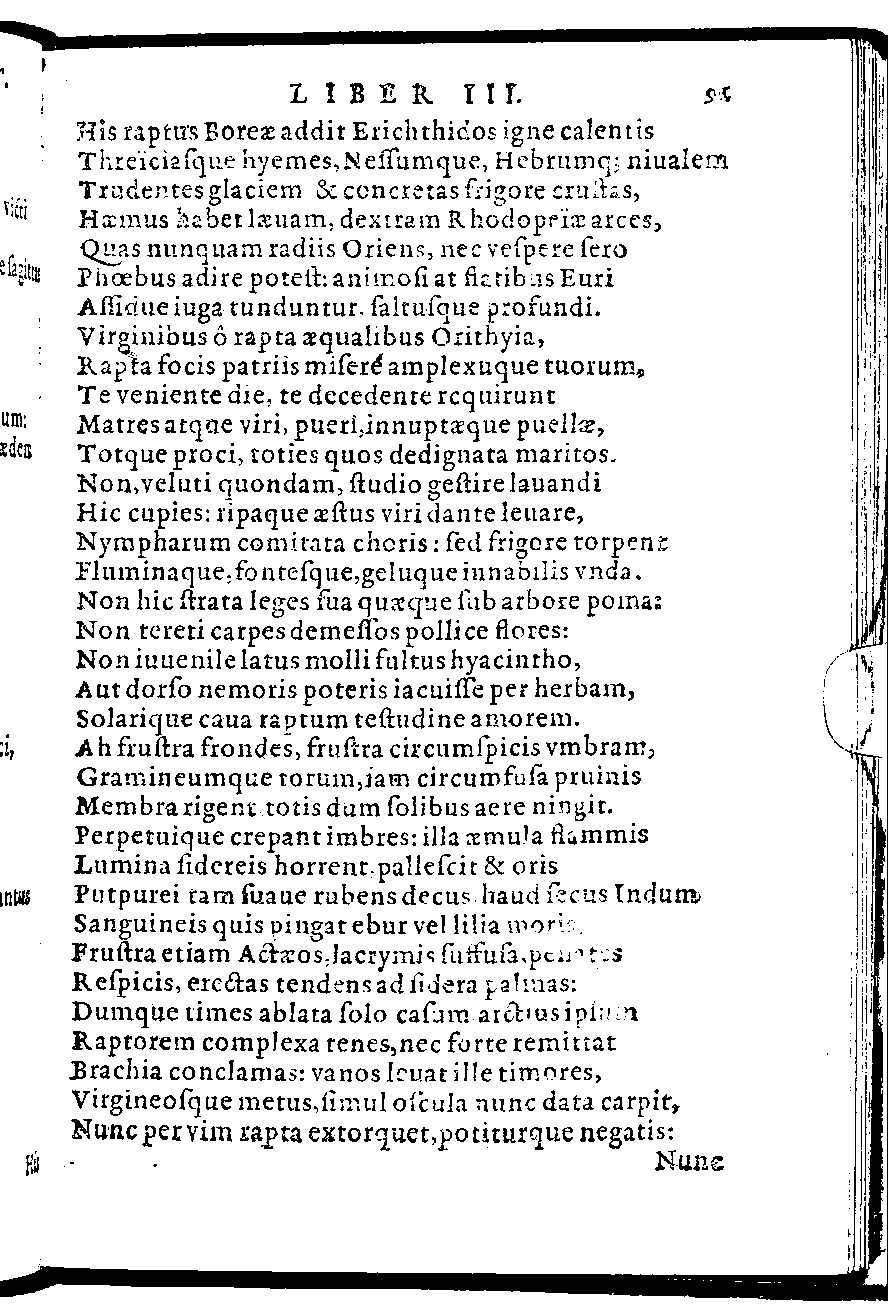 LIBER III. 95
His raptus Boreæ addit Erichthidos igne calentis
Threïciaſque hyemes, Neſſumque, Hebrumq; niualem
Trudentes glaciem & concretas frigore cruſtas,
Hæmus habet læuam, dextram Rhodopeïæ arces,
Quas nunquam radiis Oriens, nec veſpere ſero
Phœbus adire poteſt: animoſi at flatibus Euri
Aſſidue iuga tunduntur. ſaltuſque profundi.
Virginibus ô rapta æqualibus Orithyia,
Rapta focis patriis miſeré amplexuque tuorum,
Te veniente die, te decedente requirunt
Matres atque viri, pueri, innuptæque puellæ,
Totque proci, toties quos dedignata maritos.
Non, veluti quondam, ſtudio geſtire lauandi
Hic cupies: ripaque æſtus viridante leuare,
Nympharum comitata choris: ſed frigore torpent
Fluminaque, fonteſque, geluque innabilis vnda.
Non hic ſtrata leges ſua quæque ſub arbore poma:
Non tereti carpes demeſſos pollice flores:
Non iuuenile latus molli fultus hyacintho,
Aut dorſo nemoris poteris iacuiſſe per herbam,
Solarique caua raptum teſtudine amorem.
Ah fruſtra frondes, fruſtra circumſpicis vmbram,
Gramineumque torum, iam circumfuſa pruinis
Membra rigent totis dum ſolibus aere ningit.
Perpetuique crepant imbres: illa æmula flammis
Lumina ſidereis horrent. palleſcit & oris
Putpurei tam ſuaue rubens decus haud ſecus Indum
Sanguineis quis pingat ebur vel lilia moris.
Fruſtra etiam Actæos, lacrymis ſuffuſa, penates
Reſpicis, erectas tendens ad ſidera palmas:
Dumque times ablata ſolo caſum arctius ipſum
Raptorem complexa tenes, nec forte remittat
Brachia conclamas: vanos leuat ille timores,
Virgineoſque metus, ſimul oſcula nunc data carpit,
Nunc per vim rapta extorquet, potiturque negatis:
Nunc